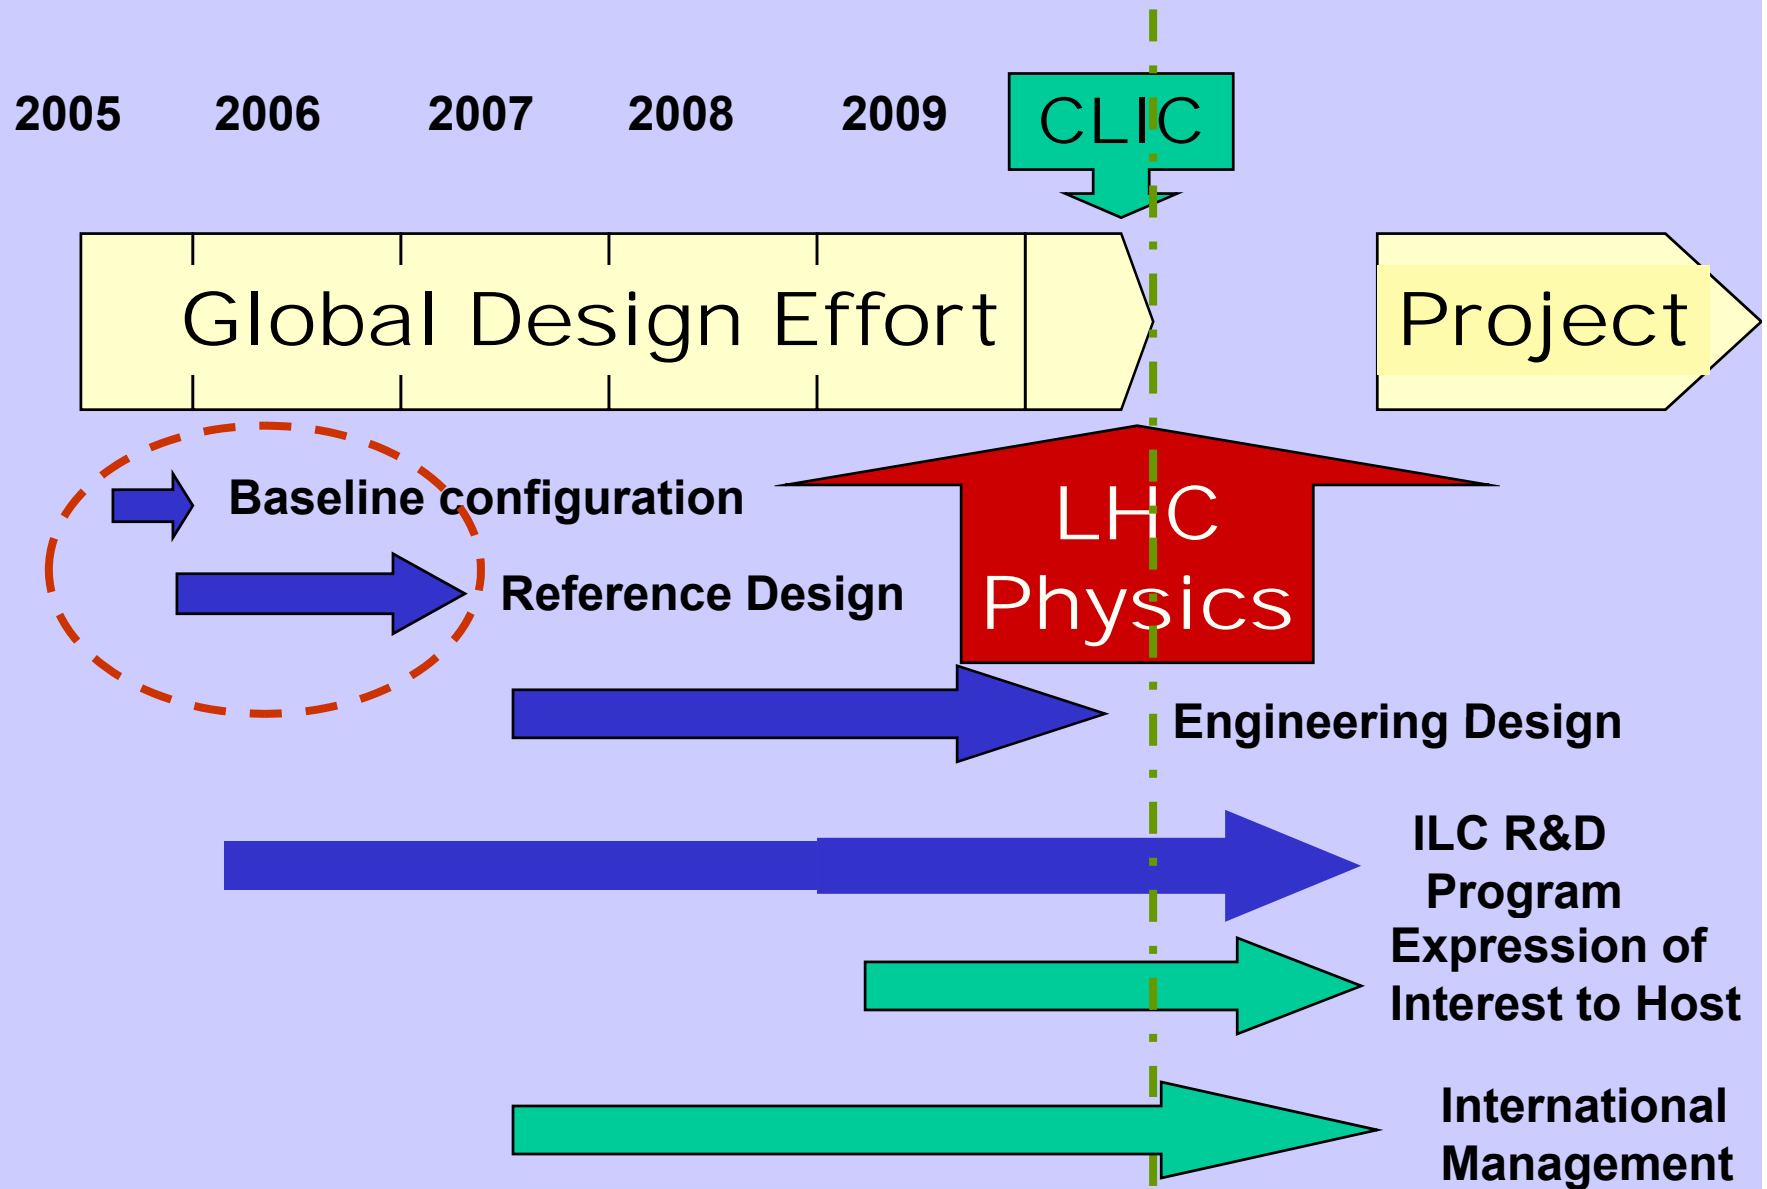 2005 2006 2007 2008 2009 CLIC
Global Design Effort Project
Baseline configuration
LHC
Physics
Reference Design
Engineering Design
ILC R&D
Program
Expression of
Interest to Host
International
Management